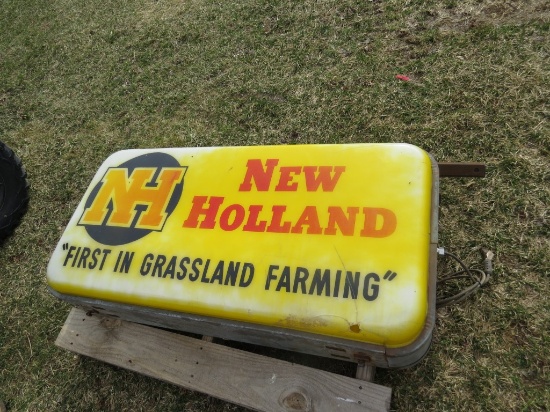 NH
NEW
HOLLAND
"FIRST IN GRASSLAND FARMING"